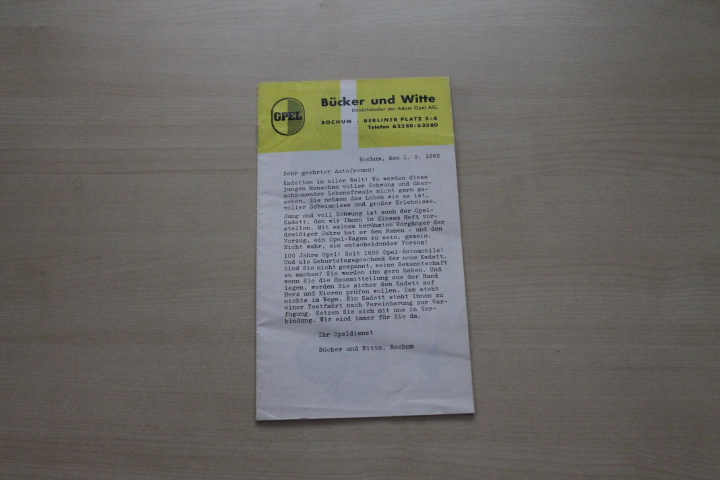 OPEL
Bücker und Witte
Direkthändler der Adam Opel AG.
BOCHUM - BERLINER PLATZ 5-6
Telefon 62280/63380
Bochum, den 1. 9. 1962
Sehr geehrter Autofreund!
Kadetten in aller Welt! Wo werden diese
jungen Menschen voller Schwung und über-
schäumender Lebensfreude nicht gern ge-
sehen. Sie nehmen das Leben wie es ist,
voller Geheimnisse und großer Erlebnisse.
Jung und voll Schwung ist auch der Opel-
Kadett, den wir Ihnen in diesem Heft vor-
stellen. Mit seinem berühmten Vorgänger der
dreißiger Jahre hat er den Namen - und den
Vorzug, ein Opel-Wagen zu sein, gemein.
Nicht wahr, ein entscheidender Vorzug!
100 Jahre Opel! Seit 1898 Opel-Automobile!
Und als Geburtstagsgeschenk der neue Kadett.
Sind Sie nicht gespannt, seine Bekanntschaft
zu machen? Sie werden ihn gern haben. Und
wenn Sie die Hausmitteilung aus der Hand
legen, werden Sie sicher den Kadett auf
Herz und Nieren prüfen wollen. Dem steht
nichts im Wege. Ein Kadett steht Ihnen zu
einer Testfahrt nach Vereinbarung zur Ver-
fügung. Setzen Sie sich mit uns in Ver-
bindung. Wir sind immer für Sie da.
Ihr Opeldienst
Bücker und Witte, Bochum